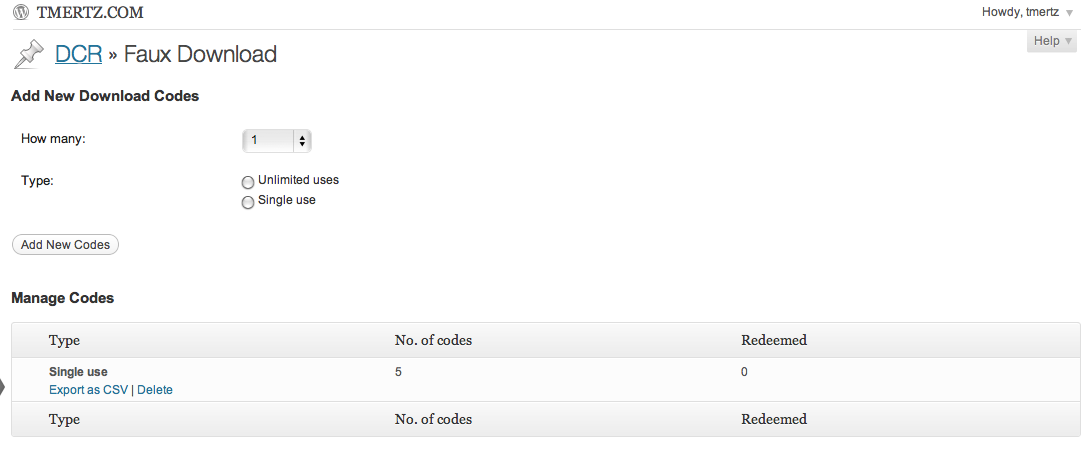 TMERTZ.COM
Howdy, tmertz
Help
DCR » Faux Download
Add New Download Codes
How many:
1
Type:
Unlimited uses
Single use
Add New Codes
Manage Codes
Type No. of codes Redeemed
Single use 5 0
Export as CSV | Delete
Type No. of codes Redeemed